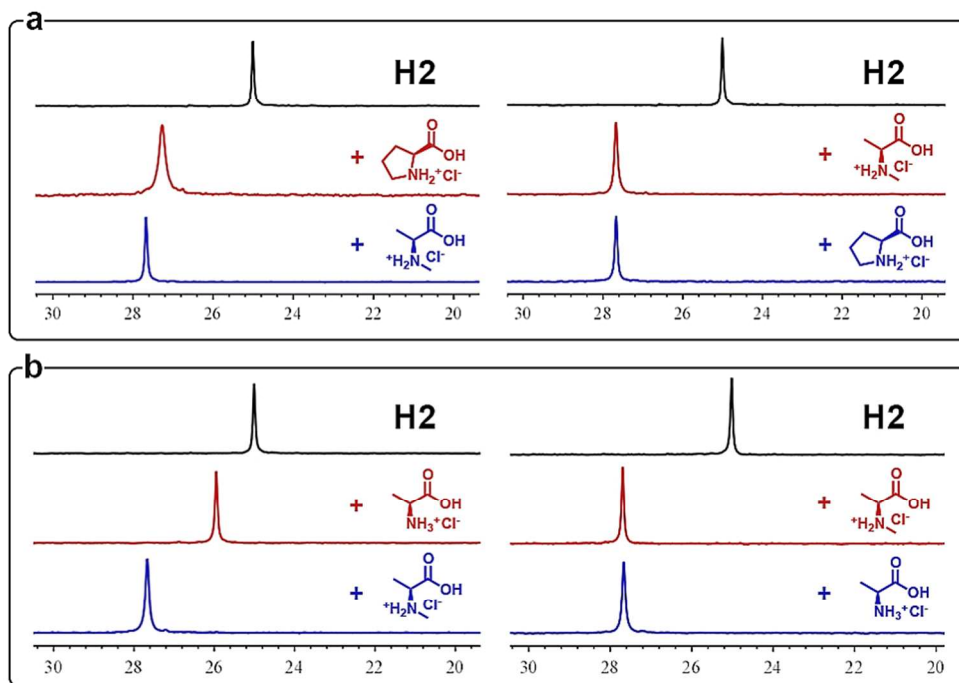 a
H2 H2
O O
+ OH + OH
NH₂⁺Cl⁻ ⁺H₂N Cl⁻
O O
+ OH + OH
⁺H₂N Cl⁻ NH₂⁺Cl⁻
30 28 26 24 22 20 30 28 26 24 22 20
b
H2 H2
O O
+ OH + OH
NH₃⁺Cl⁻ ⁺H₂N Cl⁻
O O
+ OH + OH
⁺H₂N Cl⁻ NH₃⁺Cl⁻
30 28 26 24 22 20 30 28 26 24 22 20